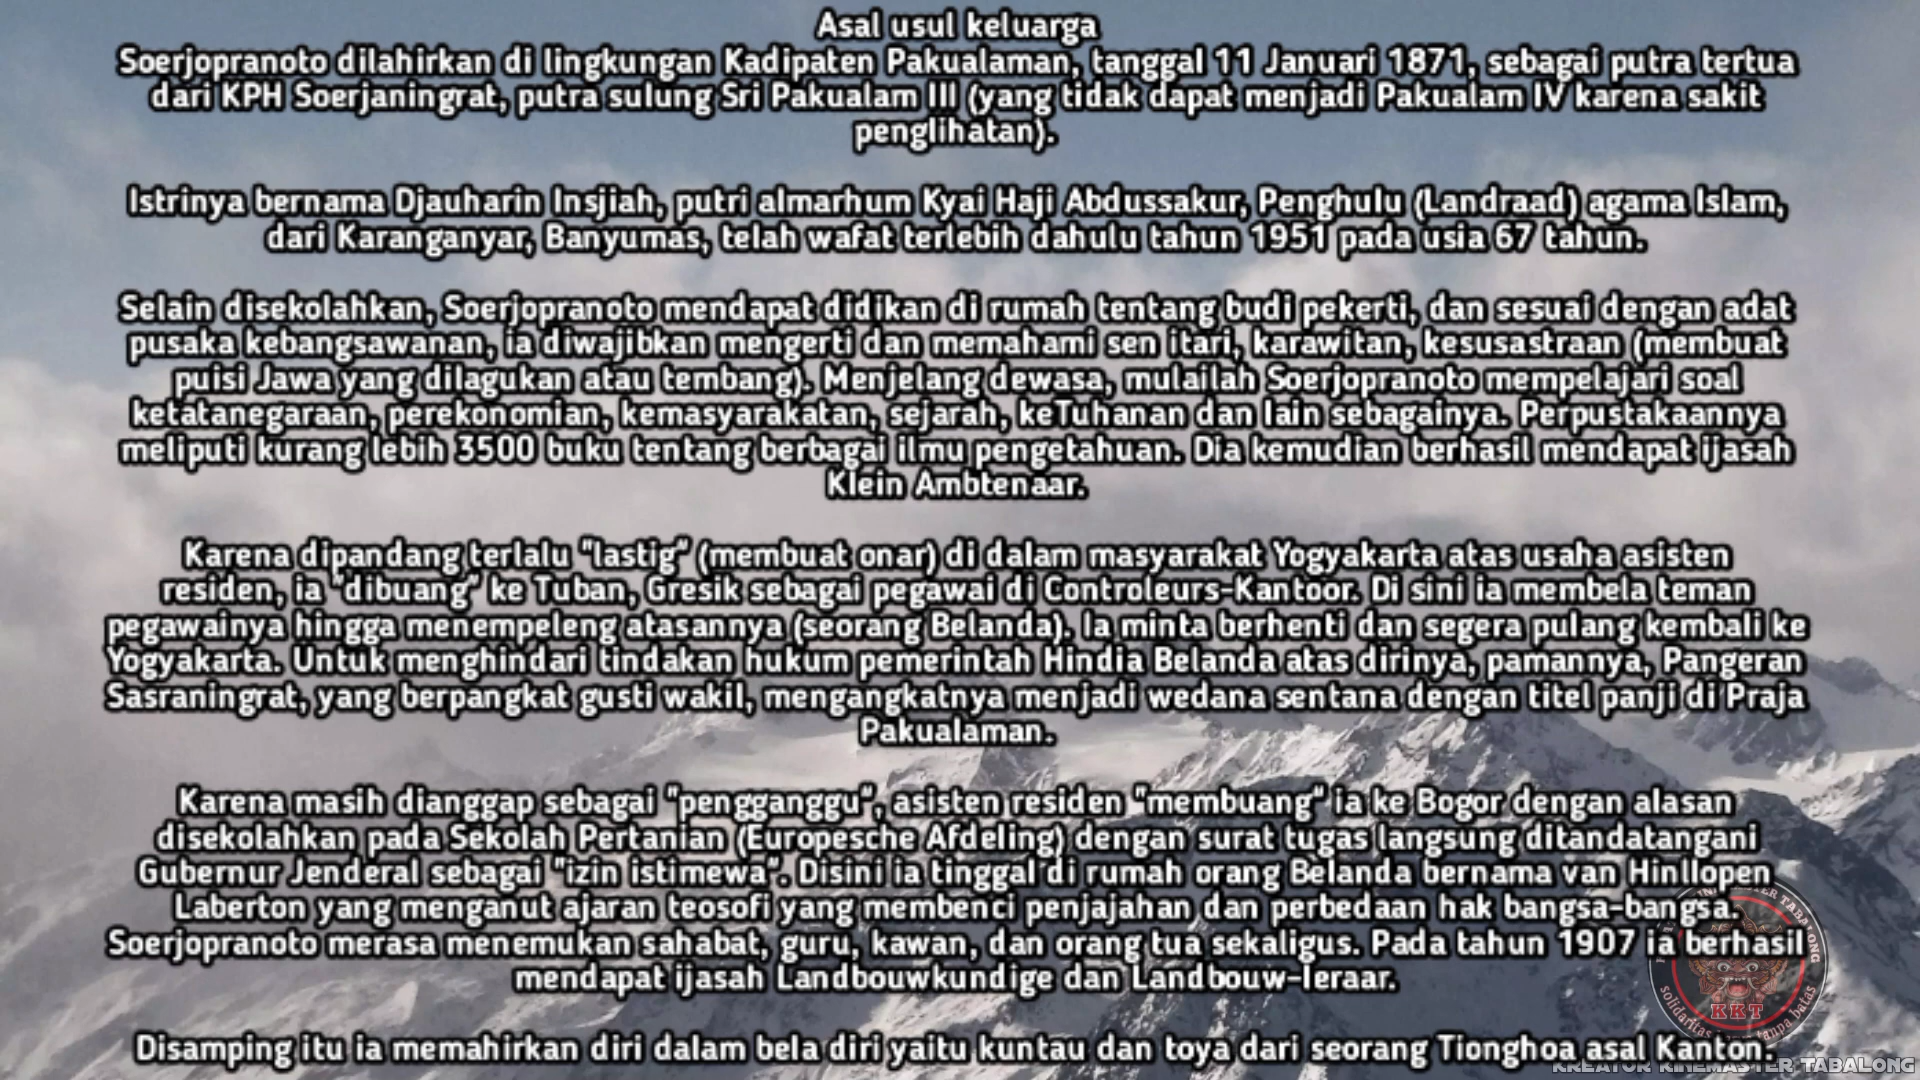 Asal usul keluarga
Soerjopranoto dilahirkan di lingkungan Kadipaten Pakualaman, tanggal 11 Januari 1871, sebagai putra tertua
dari KPH Soerjaningrat, putra sulung Sri Pakualam III (yang tidak dapat menjadi Pakualam IV karena sakit
penglihatan).
Istrinya bernama Djauharin Insjiah, putri almarhum Kyai Haji Abdussakur, Penghulu (Landraad) agama Islam,
dari Karanganyar, Banyumas, telah wafat terlebih dahulu tahun 1951 pada usia 67 tahun.
Selain disekolahkan, Soerjopranoto mendapat didikan di rumah tentang budi pekerti, dan sesuai dengan adat
pusaka kebangsawanan, ia diwajibkan mengerti dan memahami sen itari, karawitan, kesusastraan (membuat
puisi Jawa yang dilagukan atau tembang). Menjelang dewasa, mulailah Soerjopranoto mempelajari soal
ketatanegaraan, perekonomian, kemasyarakatan, sejarah, keTuhanan dan lain sebagainya. Perpustakaannya
meliputi kurang lebih 3500 buku tentang berbagai ilmu pengetahuan. Dia kemudian berhasil mendapat ijasah
Klein Ambtenaar.
Karena dipandang terlalu "lastig" (membuat onar) di dalam masyarakat Yogyakarta atas usaha asisten
residen, ia "dibuang" ke Tuban, Gresik sebagai pegawai di Controleurs-Kantoor. Di sini ia membela teman
pegawainya hingga menempeleng atasannya (seorang Belanda). Ia minta berhenti dan segera pulang kembali ke
Yogyakarta. Untuk menghindari tindakan hukum pemerintah Hindia Belanda atas dirinya, pamannya, Pangeran
Sasraningrat, yang berpangkat gusti wakil, mengangkatnya menjadi wedana sentana dengan titel panji di Praja
Pakualaman.
Karena masih dianggap sebagai "pengganggu", asisten residen "membuang" ia ke Bogor dengan alasan
disekolahkan pada Sekolah Pertanian (Europesche Afdeling) dengan surat tugas langsung ditandatangani
Gubernur Jenderal sebagai "izin istimewa". Disini ia tinggal di rumah orang Belanda bernama van Hinllopen
Laberton yang menganut ajaran teosofi yang membenci penjajahan dan perbedaan hak bangsa-bangsa.
Soerjopranoto merasa menemukan sahabat, guru, kawan, dan orang tua sekaligus. Pada tahun 1907 ia berhasil
mendapat ijasah Landbouwkundige dan Landbouw-leraar.
Disamping itu ia memahirkan diri dalam bela diri yaitu kuntau dan toya dari seorang Tionghoa asal Kanton.
TABALONG
KKT
solidaritas tanpa batas
KREATOR KINEMASTER TABALONG